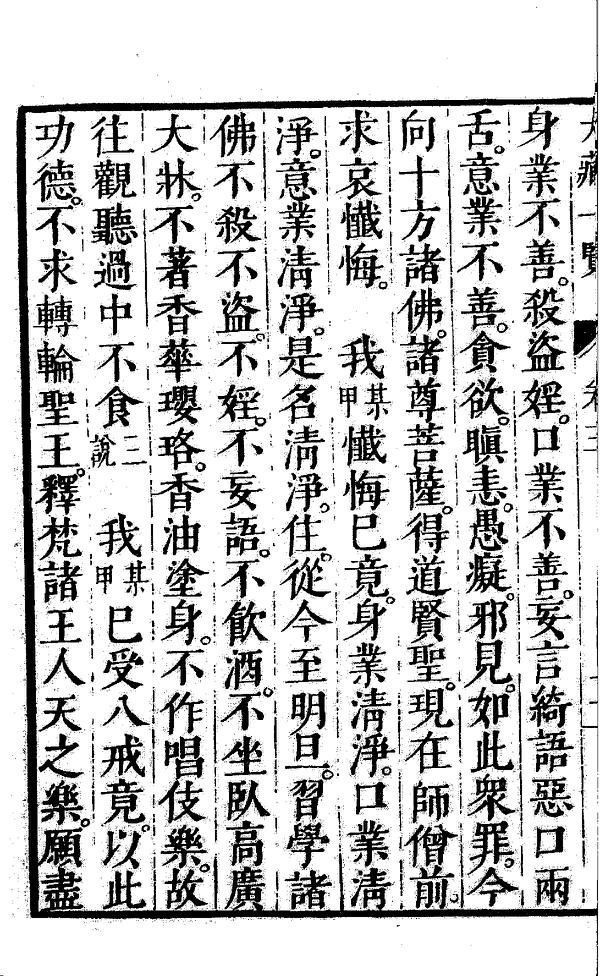 大藏一覽 卷三
身業不善。殺盜婬。口業不善。妄言綺語惡口兩
舌。意業不善。貪欲。瞋恚。愚癡。邪見。如此眾罪。今
向十方諸佛。諸尊菩薩。得道賢聖。現在師僧前。
求哀懺悔。 我某甲懺悔已竟。身業清淨。口業清
淨。意業清淨。是名清淨。住。從今至明旦。習學諸
佛不殺不盜。不婬。不妄語。不飲酒。不坐臥高廣
大牀。不著香華瓔珞。香油塗身。不作唱伎樂。故
往觀聽過中不食三說 我某甲已受八戒竟。以此
功德。不求轉輪聖王。釋梵諸王人天之樂。願盡